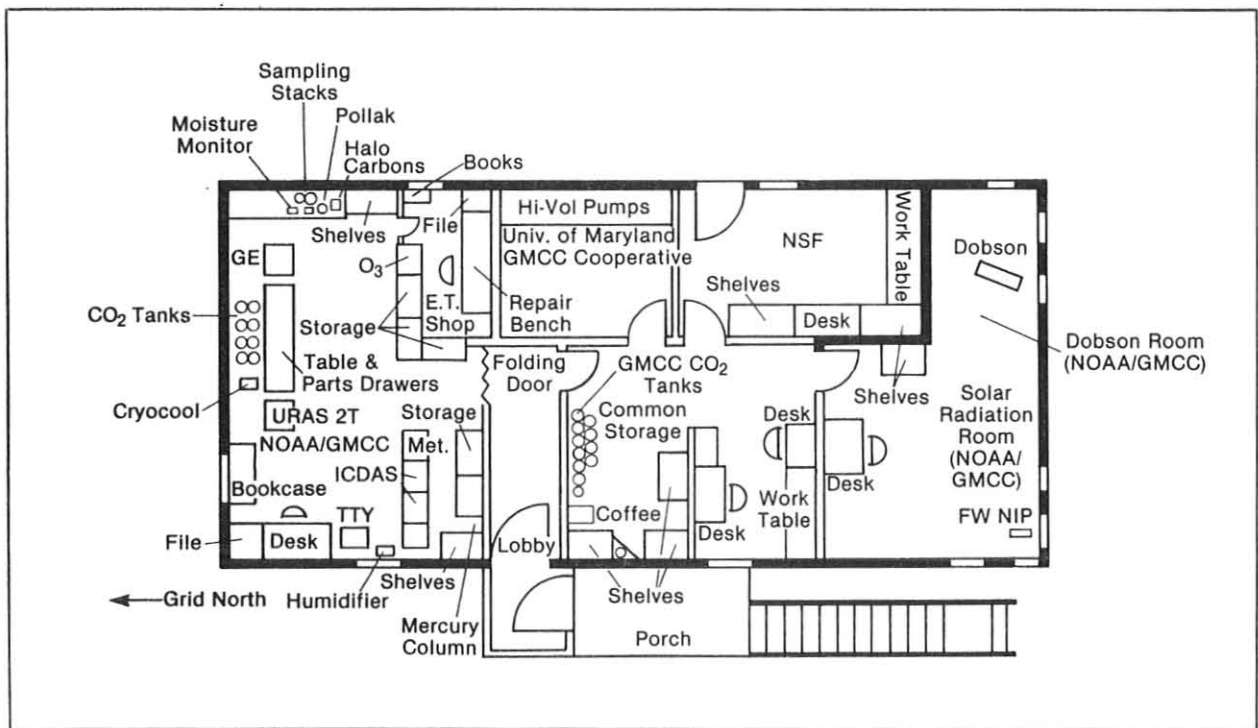 Sampling
Stacks
Pollak
Moisture
Monitor
Halo
Carbons
Books
Shelves
File
Hi-Vol Pumps
Univ. of Maryland
GMCC Cooperative
NSF
Work Table
Dobson
GE
O3
CO2 Tanks
Storage
E.T.
Shop
Repair
Bench
Shelves
Desk
Dobson Room
(NOAA/GMCC)
Table &
Parts Drawers
Folding
Door
GMCC CO2
Tanks
Shelves
Cryocool
URAS 2T
NOAA/GMCC
Storage
Met.
Common
Storage
Desk
Solar
Radiation
Room
(NOAA/
GMCC)
ICDAS
Bookcase
Desk
TTY
Coffee
Work
Table
FW NIP
File
Desk
Lobby
Desk
Grid North
Humidifier
Shelves
Shelves
Mercury
Column
Porch